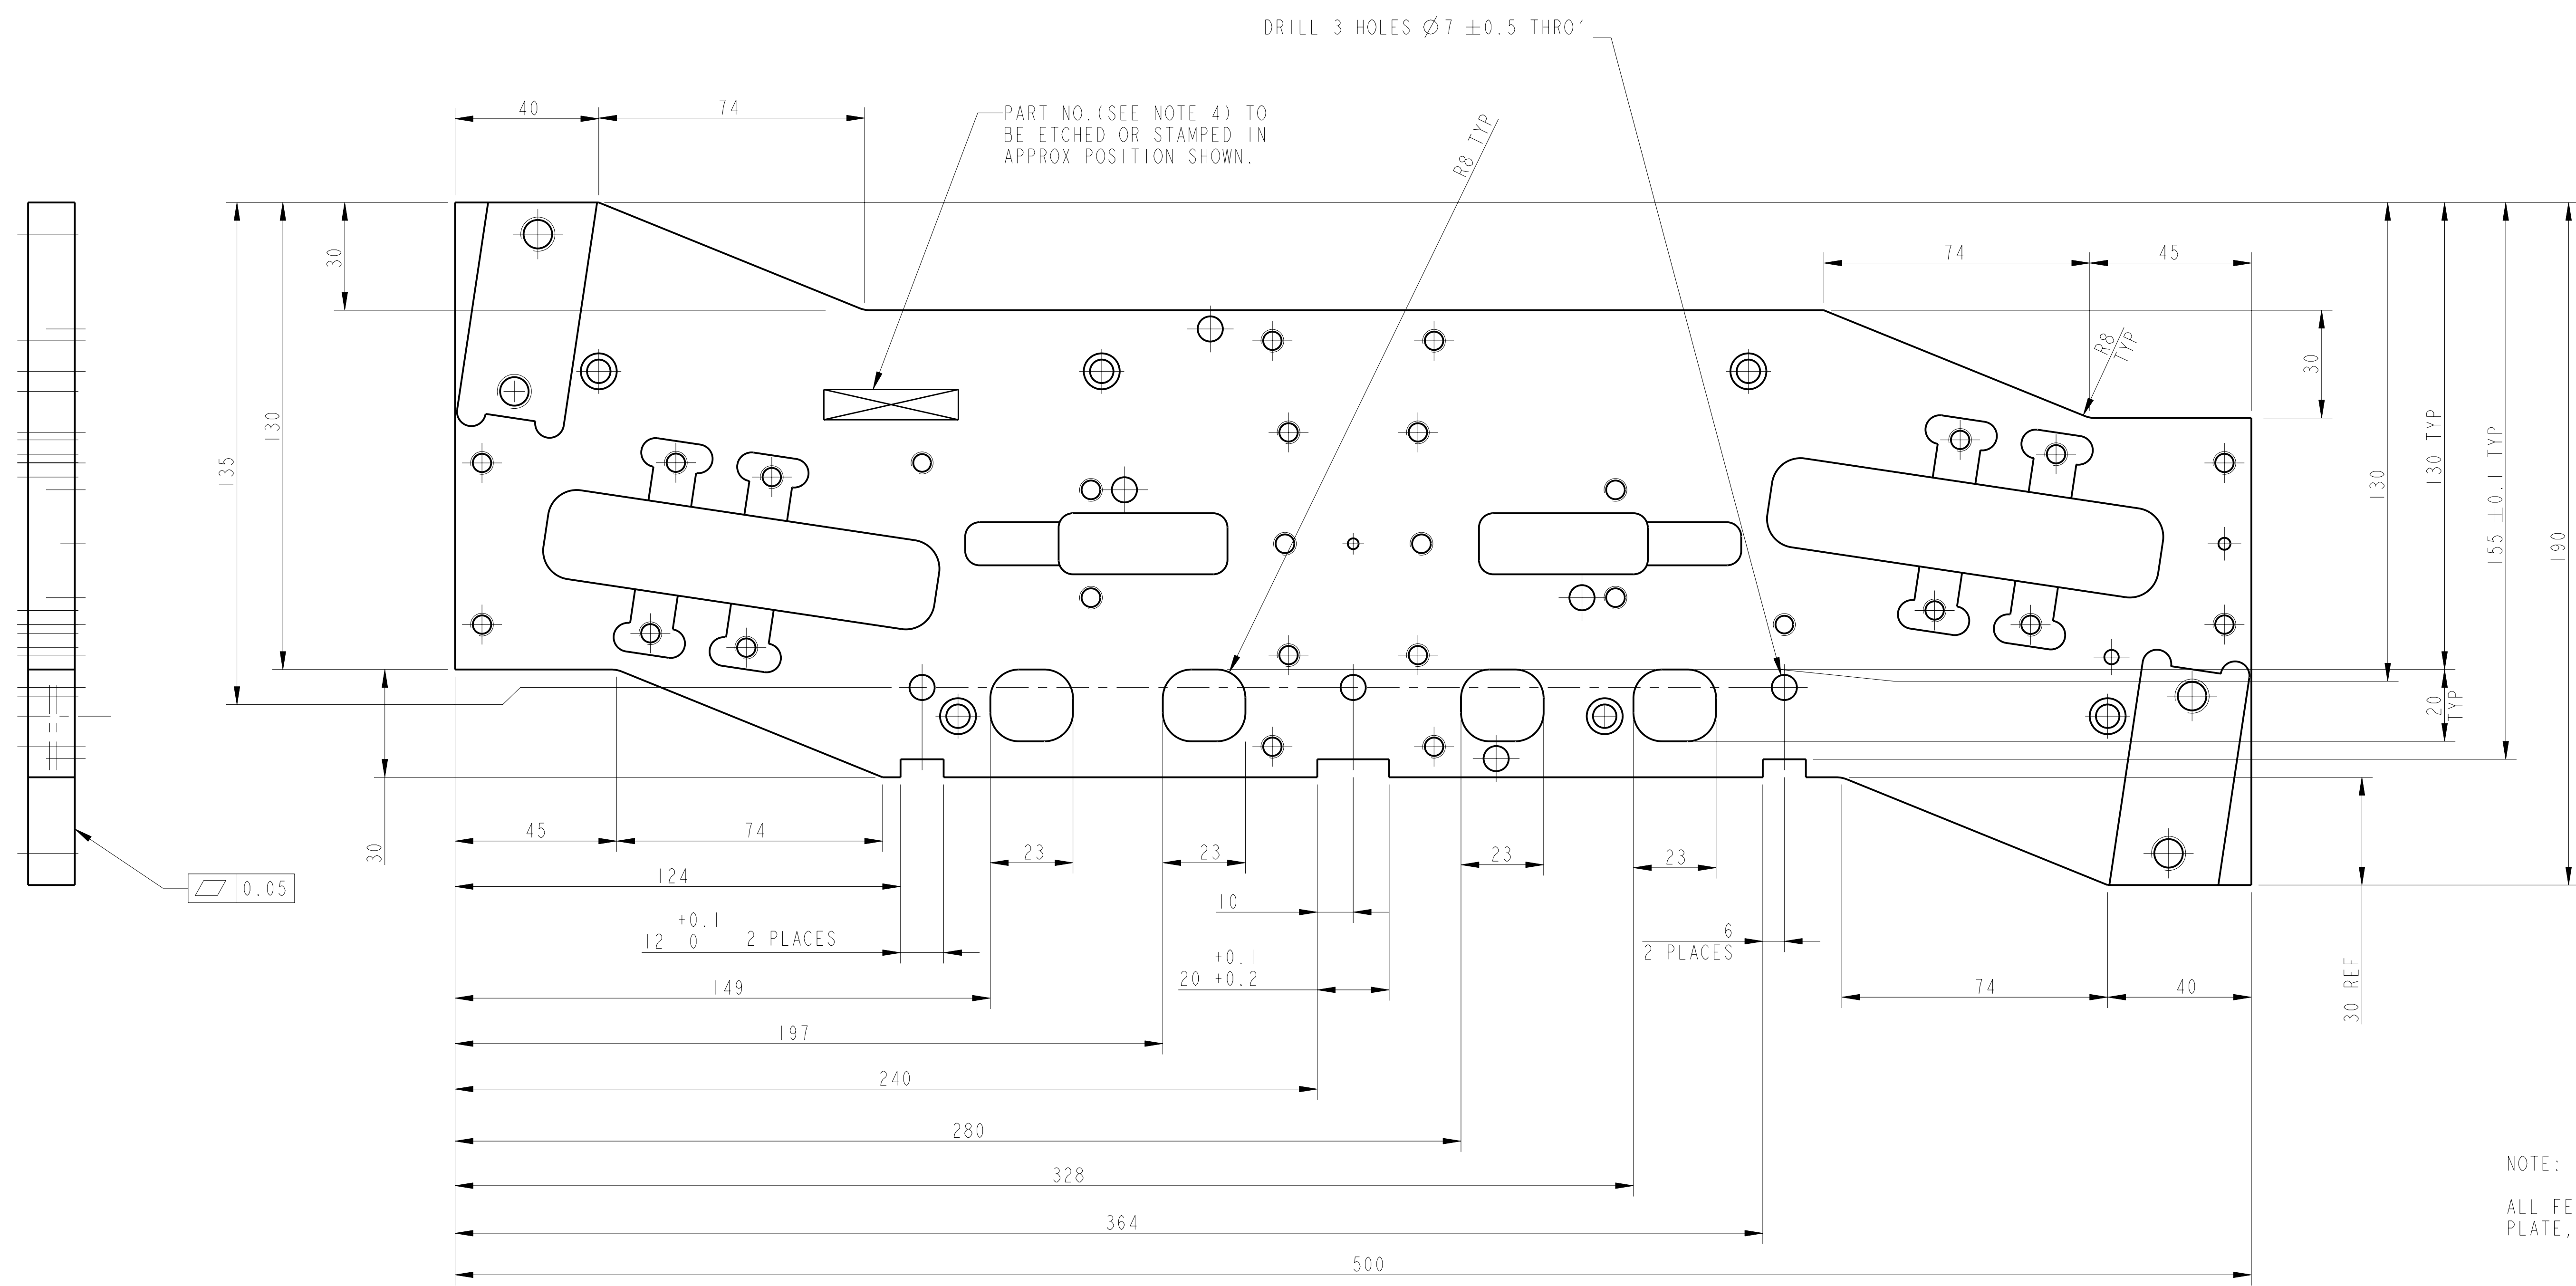 DRILL 3 HOLES Ø7 ±0.5 THRO'
40
74
PART NO.(SEE NOTE 4) TO
BE ETCHED OR STAMPED IN
APPROX POSITION SHOWN.
R8 TYP
74
45
30
135
130
30
R8
TYP
30
130
130 TYP
155 ±0.1 TYP
190
20
TYP
45
74
30
23
23
23
23
0.05
124
10
+0.1
12 0 2 PLACES
6
2 PLACES
+0.1
20 +0.2
149
74
40
30 REF
197
240
280
328
364
500
NOTE:
ALL FE
PLATE,